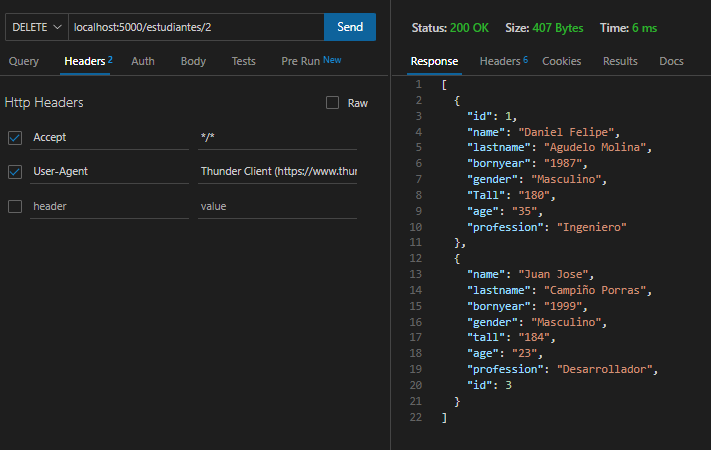 DELETE localhost:5000/estudiantes/2 Send
Query Headers 2 Auth Body Tests Pre Run New
Http Headers Raw
Accept */*
User-Agent Thunder Client (https://www.thun
header value
Status: 200 OK Size: 407 Bytes Time: 6 ms
Response Headers 6 Cookies Results Docs
1 [
2 {
3 "id": 1,
4 "name": "Daniel Felipe",
5 "lastname": "Agudelo Molina",
6 "bornyear": "1987",
7 "gender": "Masculino",
8 "Tall": "180",
9 "age": "35",
10 "profession": "Ingeniero"
11 },
12 {
13 "name": "Juan Jose",
14 "lastname": "Campiño Porras",
15 "bornyear": "1999",
16 "gender": "Masculino",
17 "tall": "184",
18 "age": "23",
19 "profession": "Desarrollador",
20 "id": 3
21 }
22 ]